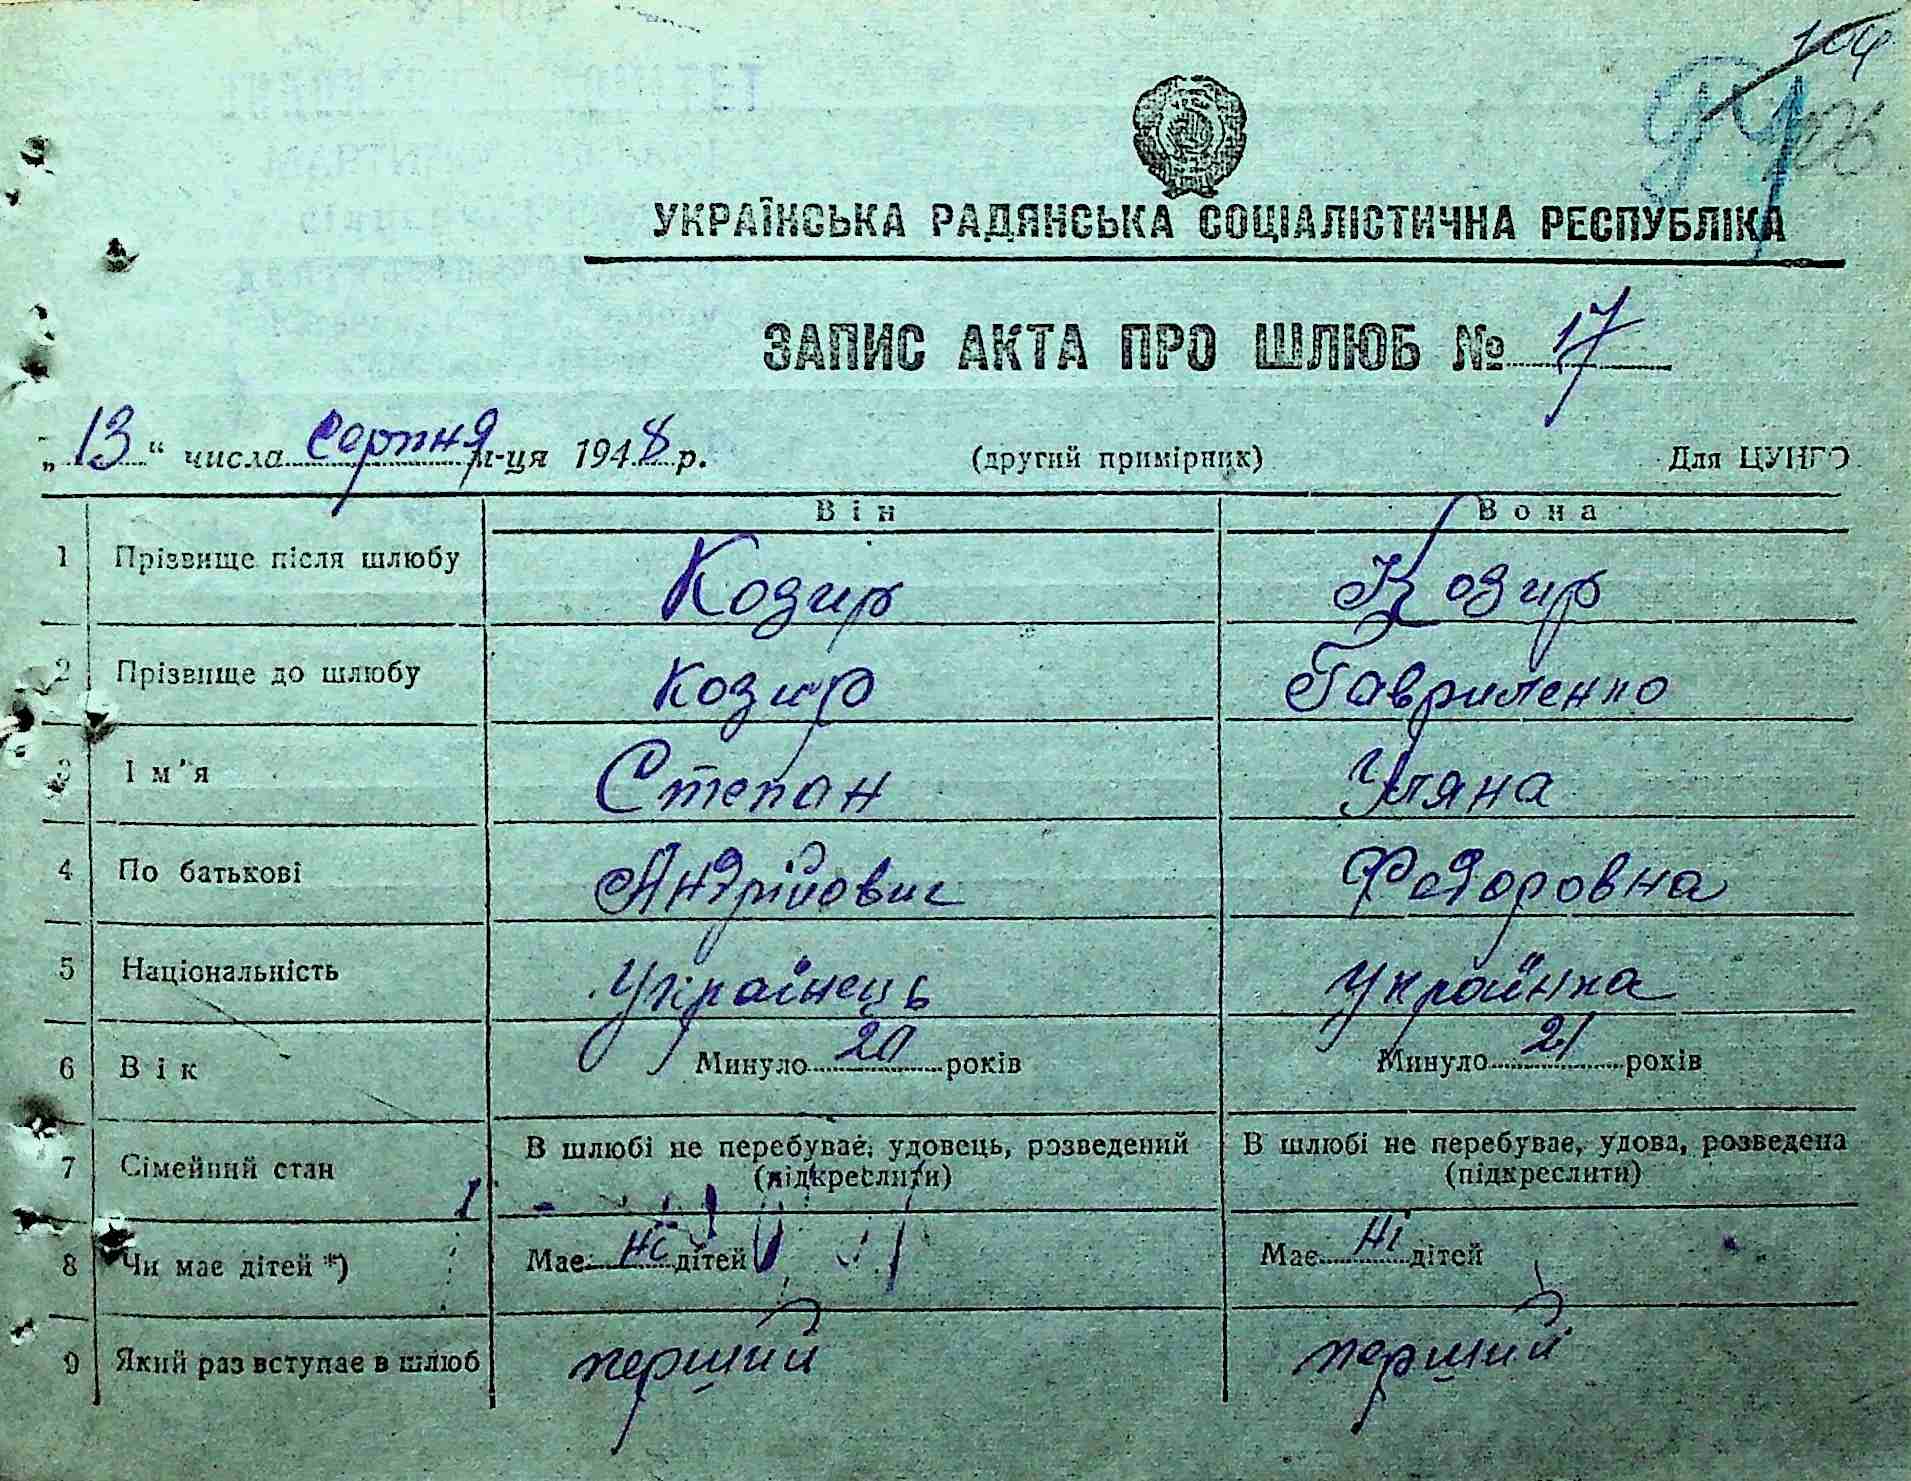 104
97
106
УКРАЇНСЬКА РАДЯНСЬКА СОЦІАЛІСТИЧНА РЕСПУБЛІКА
ЗАПИС АКТА ПРО ШЛЮБ № 17
„13“ числа Серпня м-ця 1948 р. (другий примірник) Для ЦУНГО
Він Вона
1 Прізвище після шлюбу Козир Козир
2 Прізвище до шлюбу Козир Гавриленко
3 Ім'я Степан Уляна
4 По батькові Андрійович Федоровна
5 Національність Українець Українка
6 Вік Минуло 20 років Минуло 21 років
7 Сімейний стан В шлюбі не перебуває, удовець, розведений В шлюбі не перебуває, удова, розведена
(підкреслити) (підкреслити)
8 Чи має дітей *) Має ні дітей Має ні дітей
9 Який раз вступає в шлюб перший перший